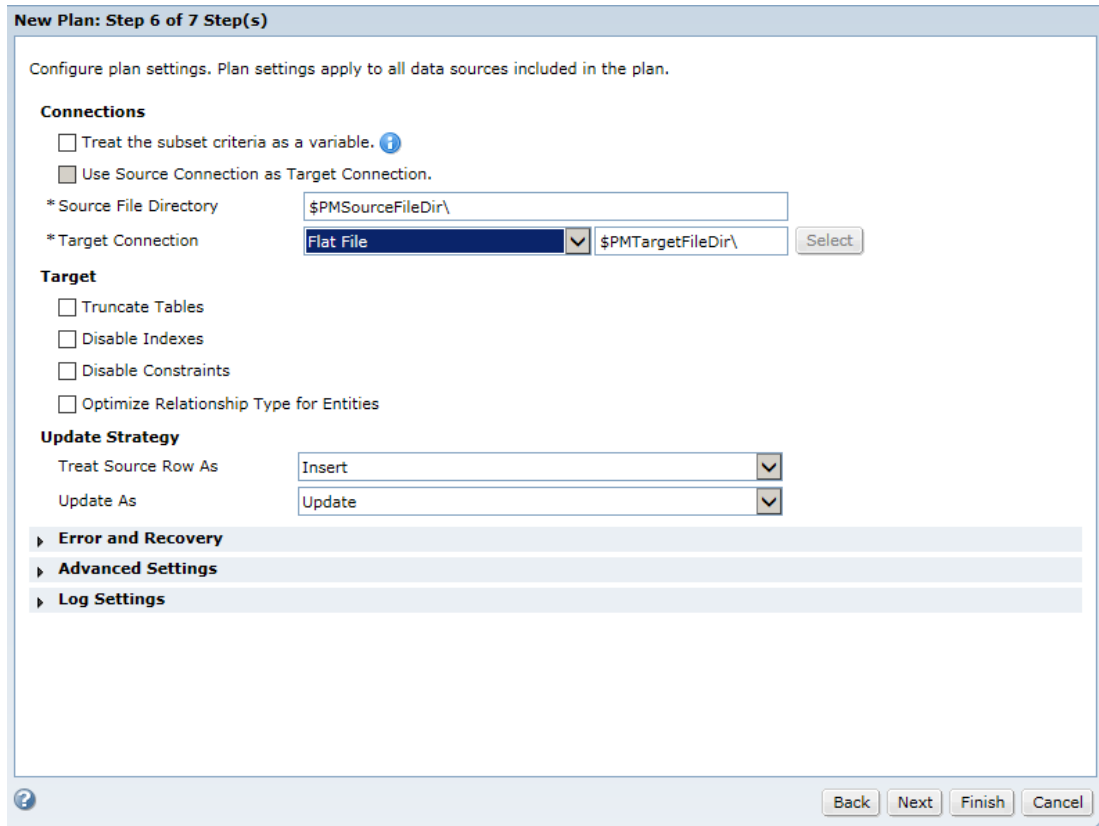 New Plan: Step 6 of 7 Step(s)
Configure plan settings. Plan settings apply to all data sources included in the plan.
Connections
Treat the subset criteria as a variable.
Use Source Connection as Target Connection.
* Source File Directory $PMSourceFileDir\
* Target Connection Flat File $PMTargetFileDir\ Select
Target
Truncate Tables
Disable Indexes
Disable Constraints
Optimize Relationship Type for Entities
Update Strategy
Treat Source Row As Insert
Update As Update
Error and Recovery
Advanced Settings
Log Settings
Back Next Finish Cancel